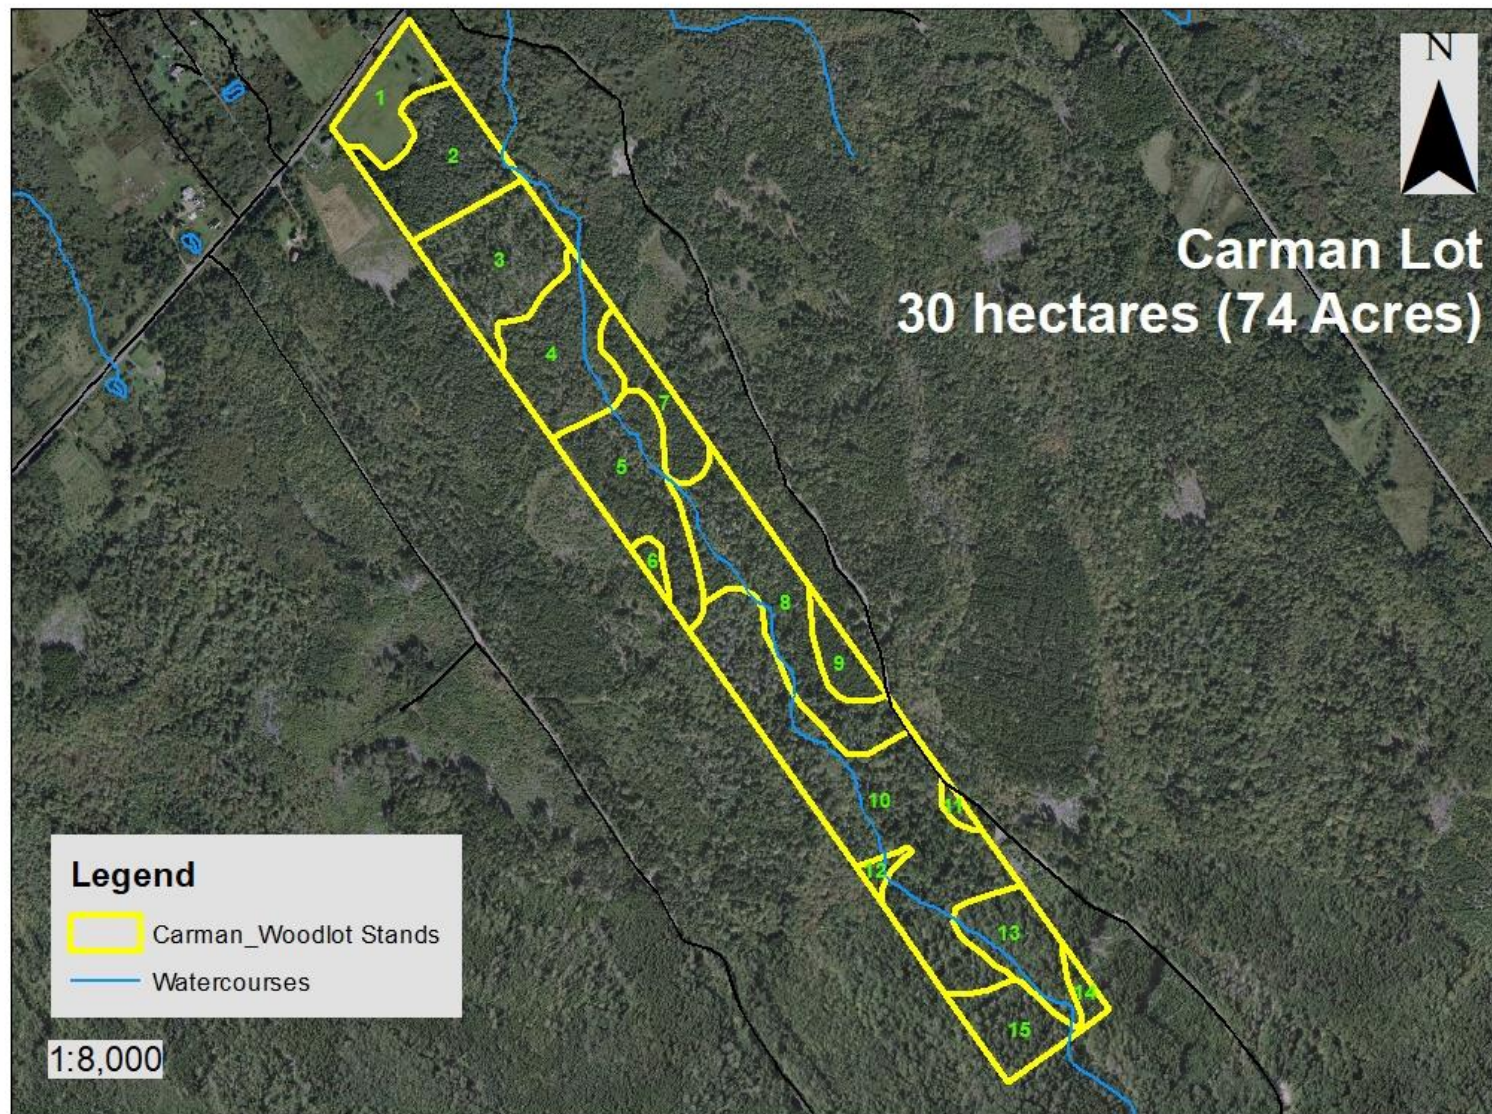 N
Carman Lot
30 hectares (74 Acres)
1
2
3
4
7
5
6
8
9
10
11
12
13
14
15
Legend
Carman_Woodlot Stands
Watercourses
1:8,000